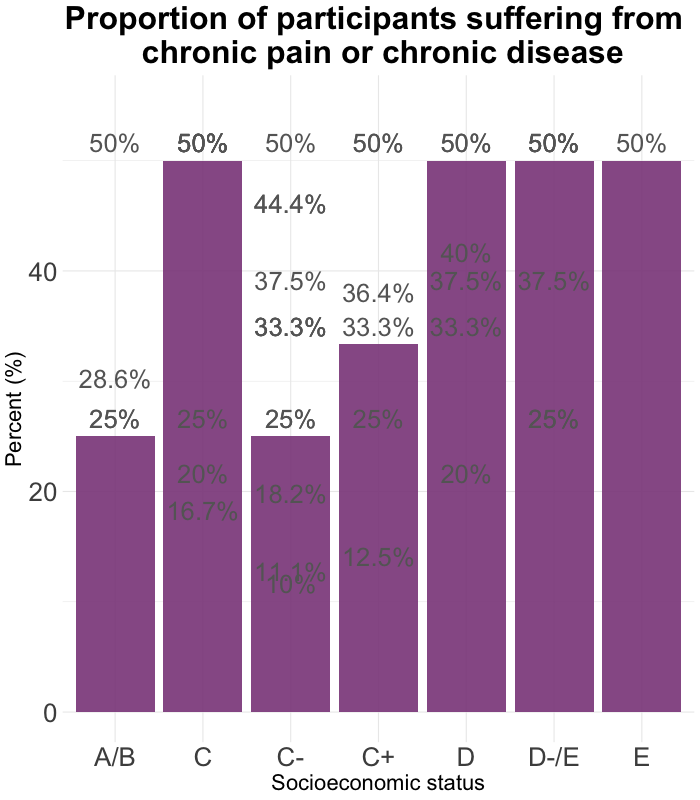 Proportion of participants suffering from
chronic pain or chronic disease
50% 50% 50% 50% 50% 50% 50%
44.4%
40%
40
37.5% 37.5% 37.5%
36.4%
33.3% 33.3% 33.3%
28.6%
25% 25% 25% 25% 25%
20% 20%
20
18.2%
16.7%
12.5%
11.1%
10%
0
A/B C C- C+ D D-/E E
Socioeconomic status
Percent (%)